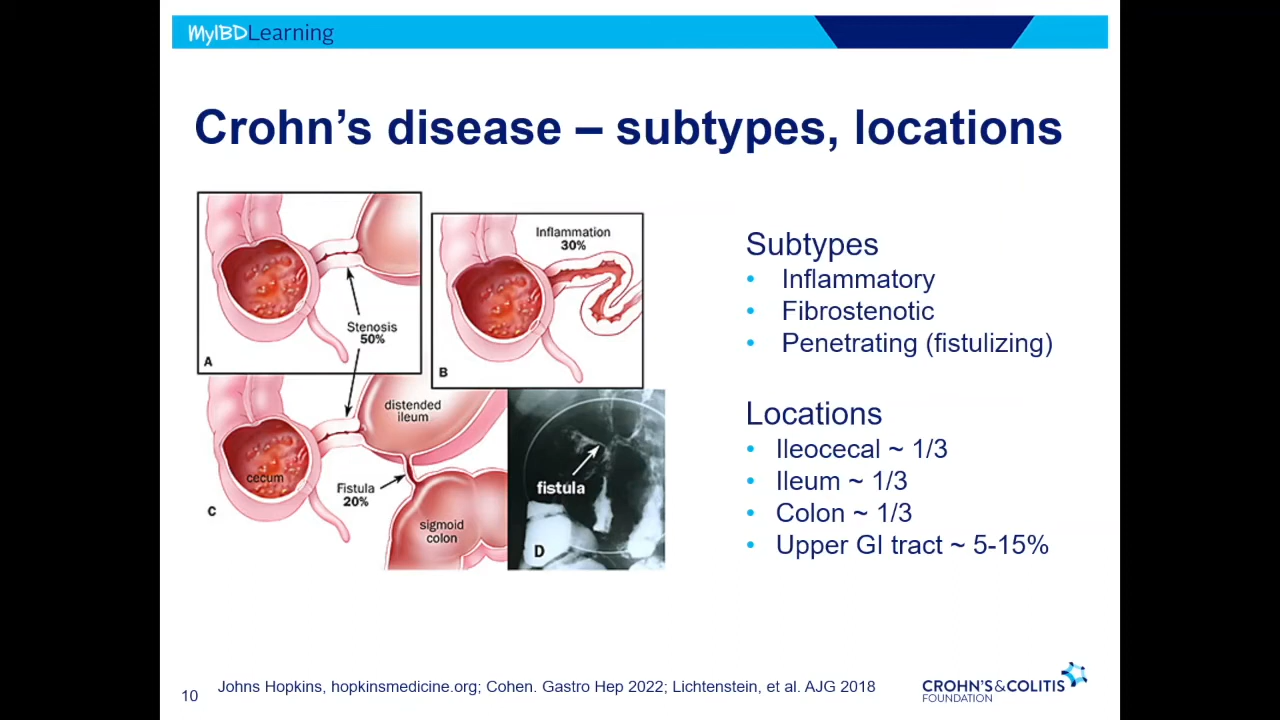 MyIBDLearning
Crohn’s disease – subtypes, locations
Stenosis
50%
A
Inflammation
30%
B
distended
ileum
cecum
Fistula
20%
sigmoid
colon
C
fistula
D
Subtypes
• Inflammatory
• Fibrostenotic
• Penetrating (fistulizing)
Locations
• Ileocecal ~ 1/3
• Ileum ~ 1/3
• Colon ~ 1/3
• Upper GI tract ~ 5-15%
10
Johns Hopkins, hopkinsmedicine.org; Cohen. Gastro Hep 2022; Lichtenstein, et al. AJG 2018
CROHN’S&COLITIS
FOUNDATION